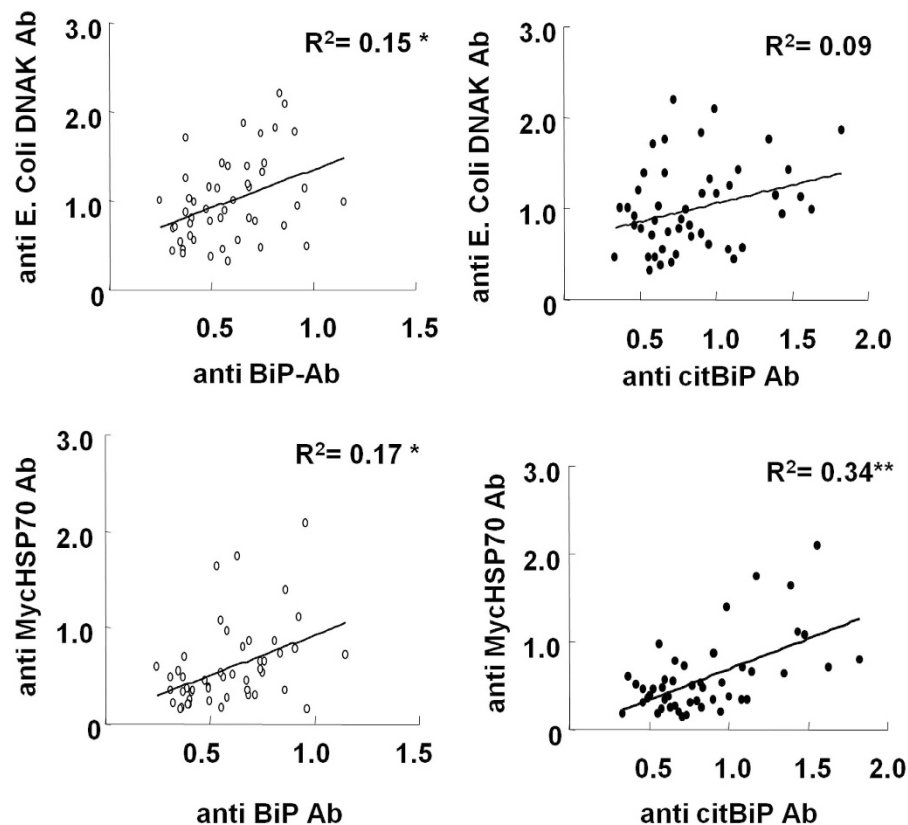 anti E. Coli DNAK Ab
3.0
2.0
1.0
0
R²= 0.15 *
0.5
1.0
1.5
anti BiP-Ab
anti E. Coli DNAK Ab
3.0
2.0
1.0
0
R²= 0.09
0.5
1.0
1.5
2.0
anti citBiP Ab
anti MycHSP70 Ab
3.0
2.0
1.0
0
R²= 0.17 *
0.5
1.0
1.5
anti BiP Ab
anti MycHSP70 Ab
3.0
2.0
1.0
0
R²= 0.34**
0.5
1.0
1.5
2.0
anti citBiP Ab